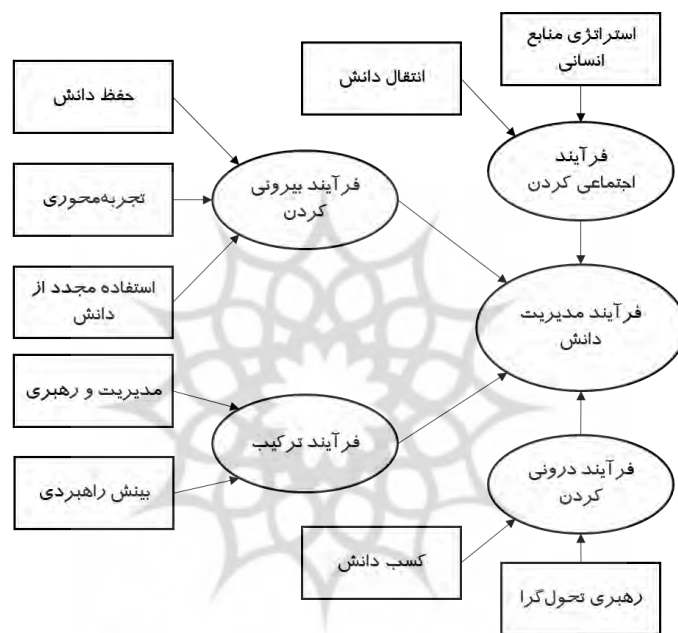 استراتژی منابع
انسانی
انتقال دانش
حفظ دانش
فرآیند
اجتماعی کردن
فرآیند بیرونی
کردن
تجربه‌محوری
استفاده مجدد از
دانش
فرآیند مدیریت
دانش
مدیریت و رهبری
فرآیند ترکیب
فرآیند درونی
کردن
بینش راهبردی
کسب دانش
رهبری تحول‌گرا